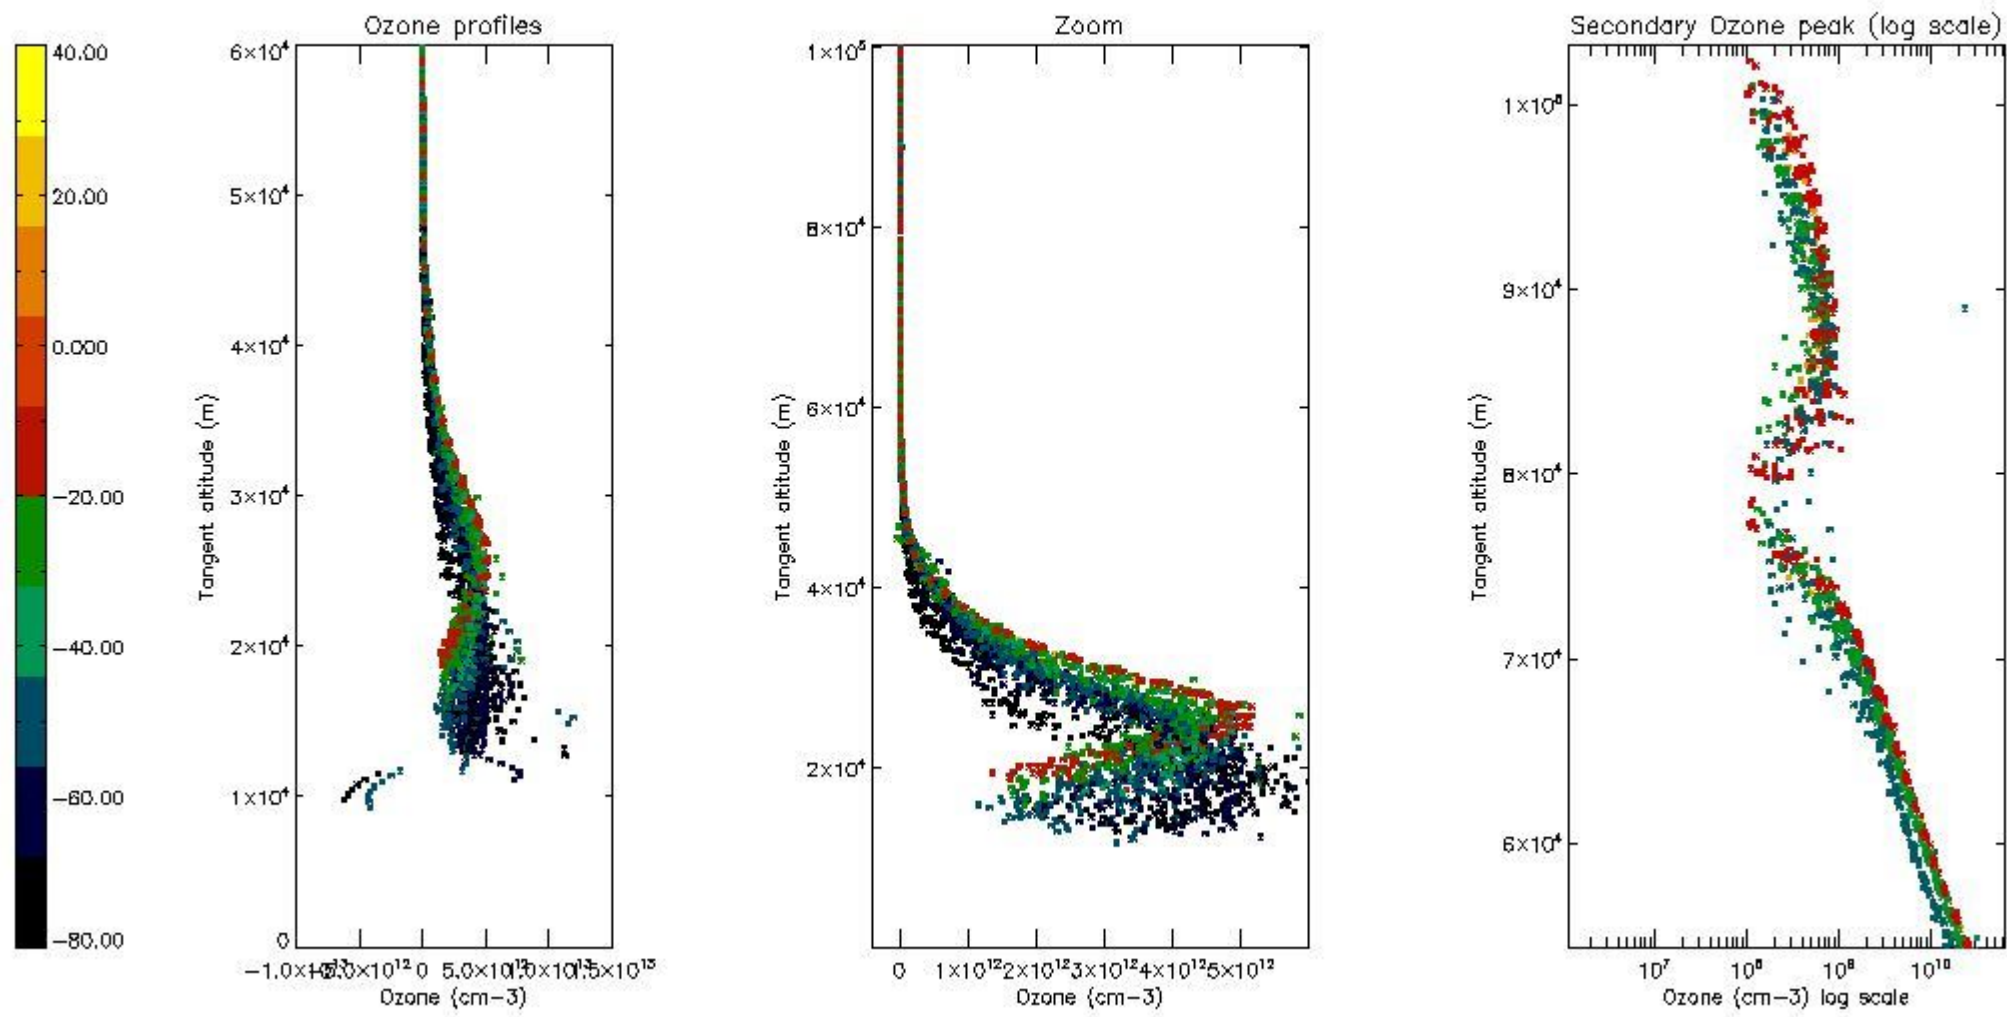 Ozone profiles
Zoom
Secondary Ozone peak (log scale)
40.00
20.00
0.000
−20.00
−40.00
−60.00
−80.00
6×10⁴
5×10⁴
4×10⁴
3×10⁴
2×10⁴
1×10⁴
0
Tangent altitude (m)
0
5.0×10¹²
1.5×10¹³
Ozone (cm−3)
1×10⁵
8×10⁴
6×10⁴
4×10⁴
2×10⁴
Tangent altitude (m)
0 1×10¹² 2×10¹² 3×10¹² 4×10¹² 5×10¹²
Ozone (cm−3)
9×10⁴
8×10⁴
7×10⁴
6×10⁴
Tangent altitude (m)
10⁷ 10⁸ 10⁹ 10¹⁰
Ozone (cm−3) log scale